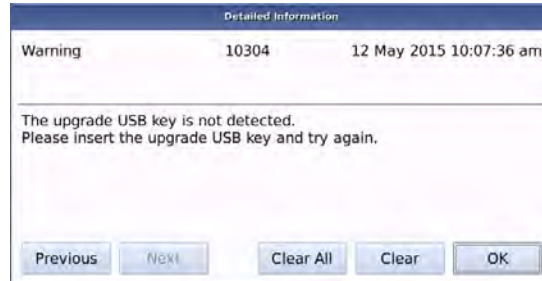 Detailed Information
Warning 10304 12 May 2015 10:07:36 am
The upgrade USB key is not detected.
Please insert the upgrade USB key and try again.
Previous Next Clear All Clear OK